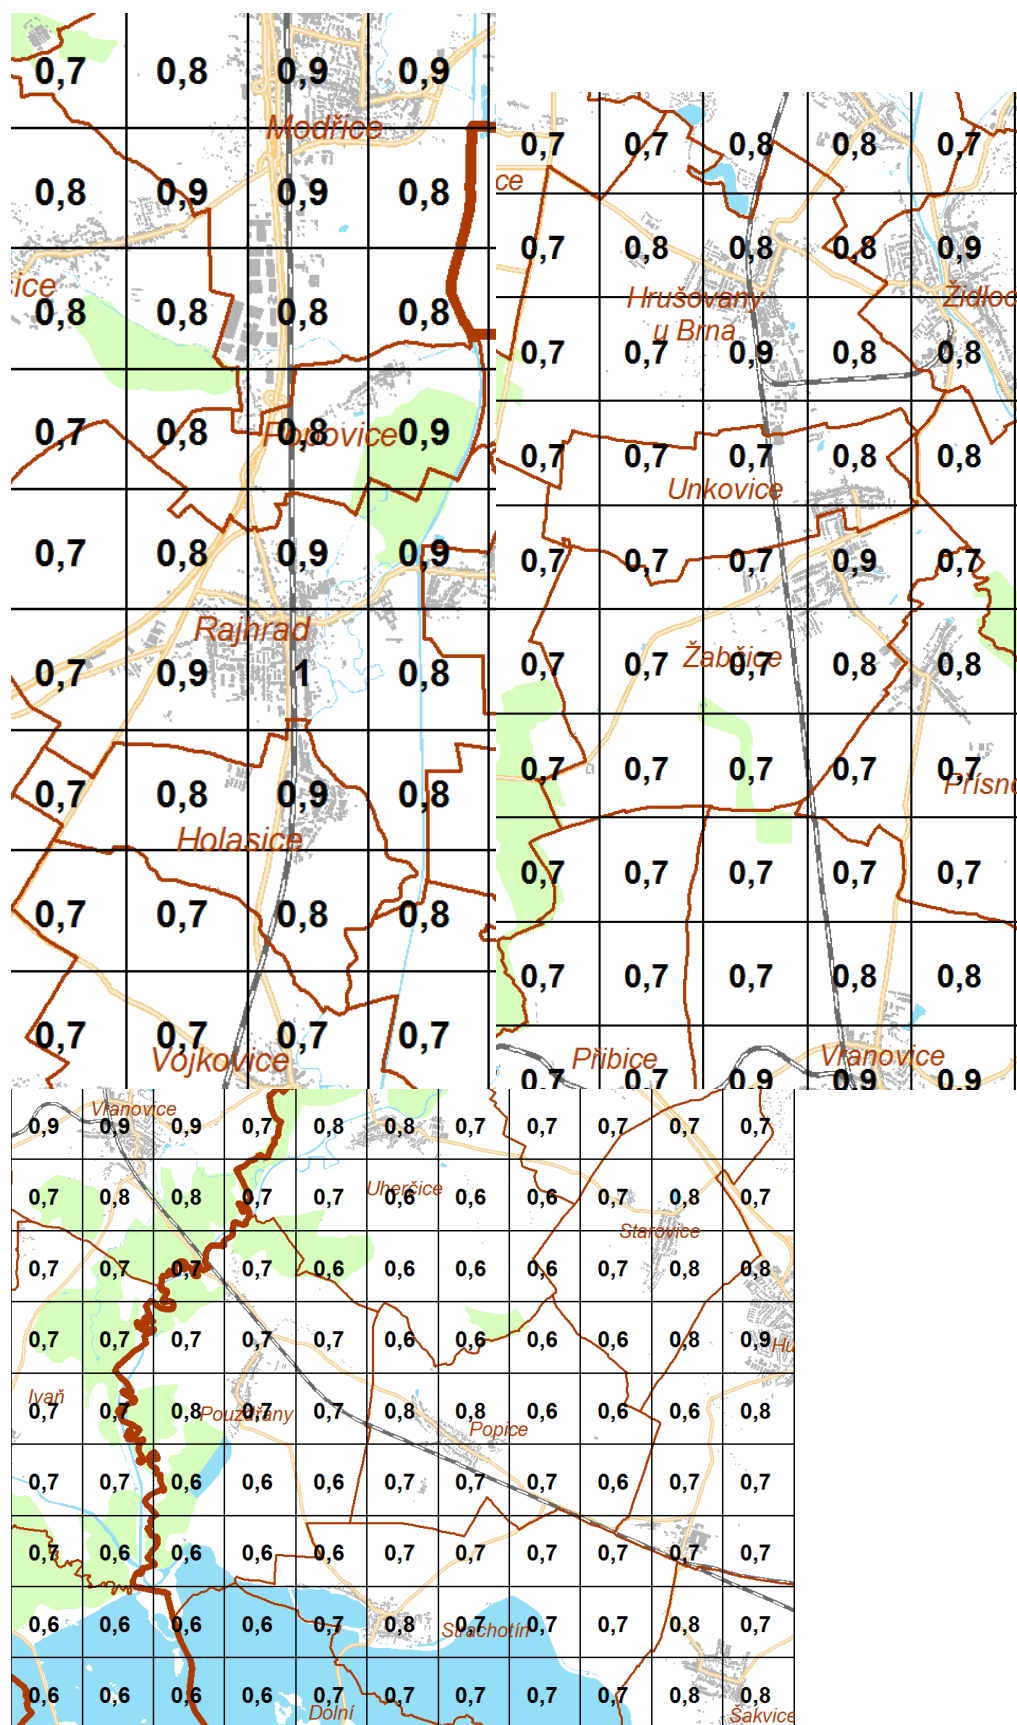 0,7 0,8 0,9 0,9
Modřice
0,8 0,9 0,9 0,8
ice
0,8 0,8 0,8 0,8
0,7 0,8 0,8 0,9
Popovice
0,7 0,8 0,9 0,9
Rajhrad
0,7 0,9 1 0,8
0,7 0,8 0,9 0,8
Holasice
0,7 0,7 0,8 0,8
0,7 0,7 0,7 0,7
Vojkovice
0,7 0,7 0,8 0,8 0,7
ce
0,7 0,8 0,8 0,8 0,9
Hrušovany
u Brna
Židloc
0,7 0,7 0,9 0,8 0,8
0,7 0,7 0,7 0,8 0,8
Unkovice
0,7 0,7 0,7 0,9 0,7
Žabčice
0,7 0,7 0,7 0,8 0,8
0,7 0,7 0,7 0,7 0,7
Přísno
0,7 0,7 0,7 0,7 0,7
0,7 0,7 0,7 0,8 0,8
Přibice Vranovice
0,7 0,7 0,9 0,9 0,9
Vranovice
0,9 0,9 0,9 0,7 0,8 0,8 0,7 0,7 0,7 0,7 0,7
Uherčice
0,7 0,8 0,8 0,7 0,7 0,6 0,6 0,6 0,7 0,8 0,7
Starovice
0,7 0,7 0,7 0,7 0,6 0,6 0,6 0,6 0,7 0,8 0,8
0,7 0,7 0,7 0,7 0,7 0,6 0,6 0,6 0,6 0,8 0,9
Hu
Ivaň
0,7 0,7 0,8 0,7 0,7 0,8 0,8 0,6 0,6 0,6 0,8
Pouzdřany
Popice
0,7 0,7 0,6 0,6 0,6 0,7 0,7 0,7 0,6 0,7 0,7
0,7 0,6 0,6 0,6 0,6 0,7 0,7 0,7 0,7 0,7 0,7
0,6 0,6 0,6 0,6 0,7 0,8 0,7 0,7 0,7 0,8 0,7
Strachotín
0,6 0,6 0,6 0,6 0,7 0,7 0,7 0,7 0,7 0,8 0,8
Dolní
Šakvice